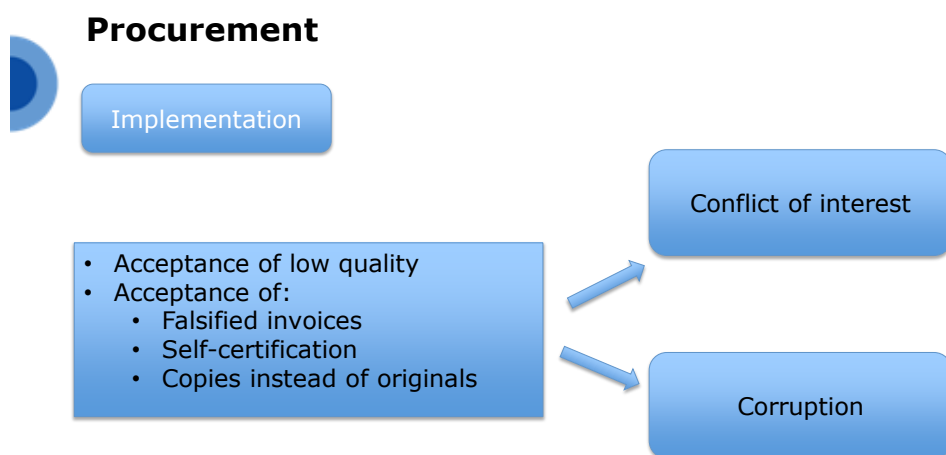 Procurement
Implementation
Conflict of interest
• Acceptance of low quality
• Acceptance of:
• Falsified invoices
• Self-certification
• Copies instead of originals
Corruption